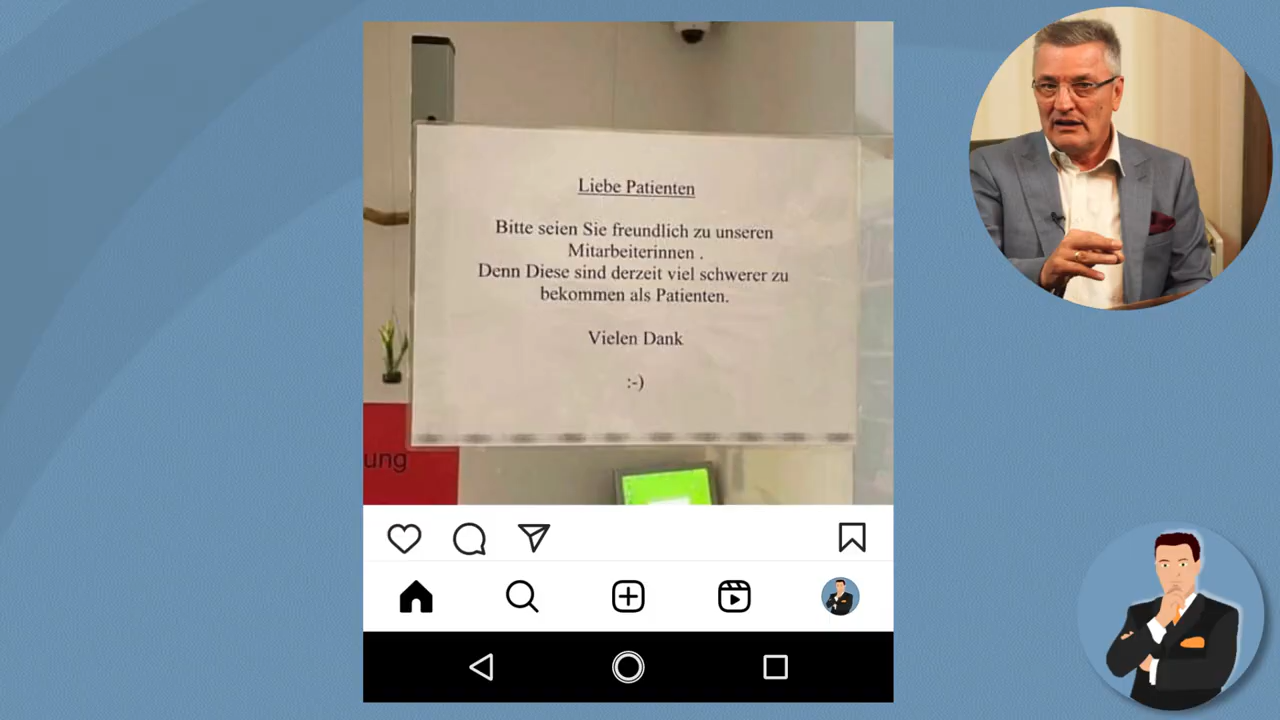 Liebe Patienten
Bitte seien Sie freundlich zu unseren
Mitarbeiterinnen .
Denn Diese sind derzeit viel schwerer zu
bekommen als Patienten.
Vielen Dank
:-)
ung